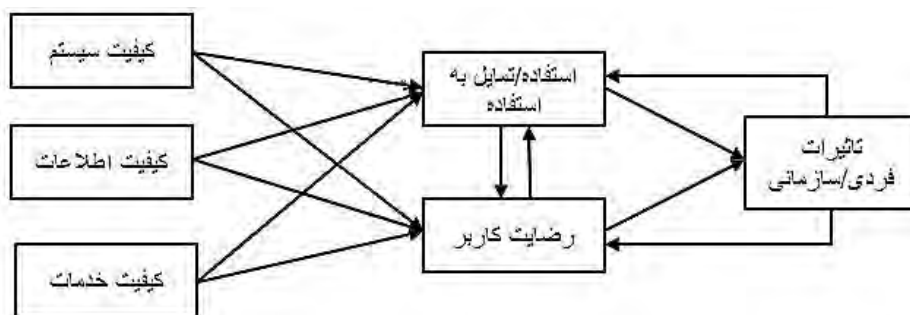 کیفیت سیستم
کیفیت اطلاعات
کیفیت خدمات
استفاده/تمایل به
استفاده
رضایت کاربر
تاثیرات
فردی/سازمانی